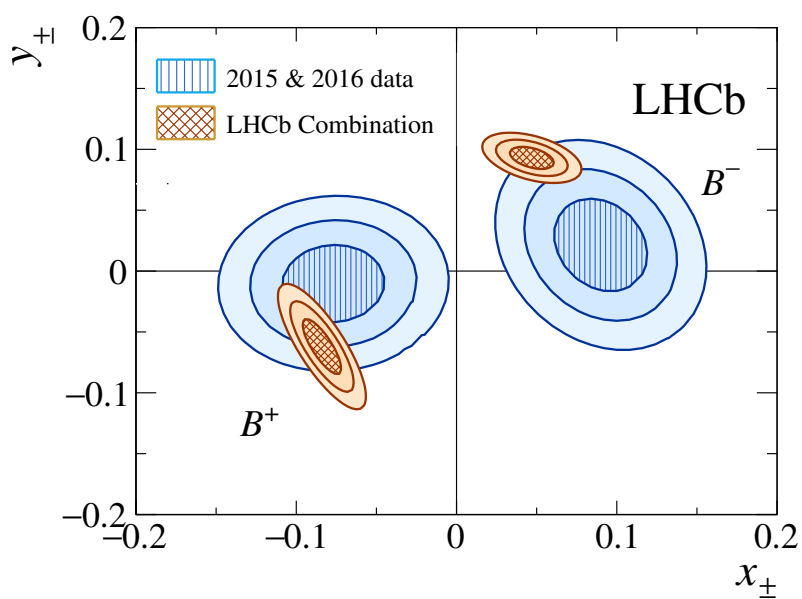 y±
0.2
0.1
0
−0.1
−0.2
2015 & 2016 data
LHCb Combination
LHCb
B−
B+
−0.2
−0.1
0
0.1
0.2
x±